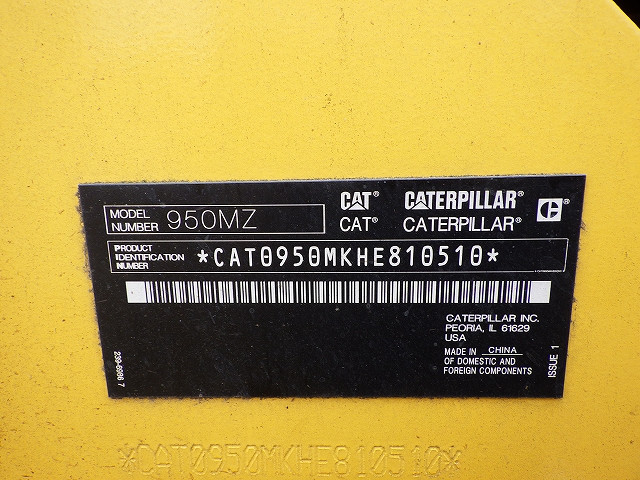 MODEL NUMBER 950MZ
CAT® CATERPILLAR®
CAT® CATERPILLAR®
C®
PRODUCT
IDENTIFICATION
NUMBER
*CAT0950MKHE810510*
CATERPILLAR INC.
PEORIA, IL 61629
USA
MADE IN CHINA
OF DOMESTIC AND
FOREIGN COMPONENTS
ISSUE 1
*CAT0950MKHE810510*